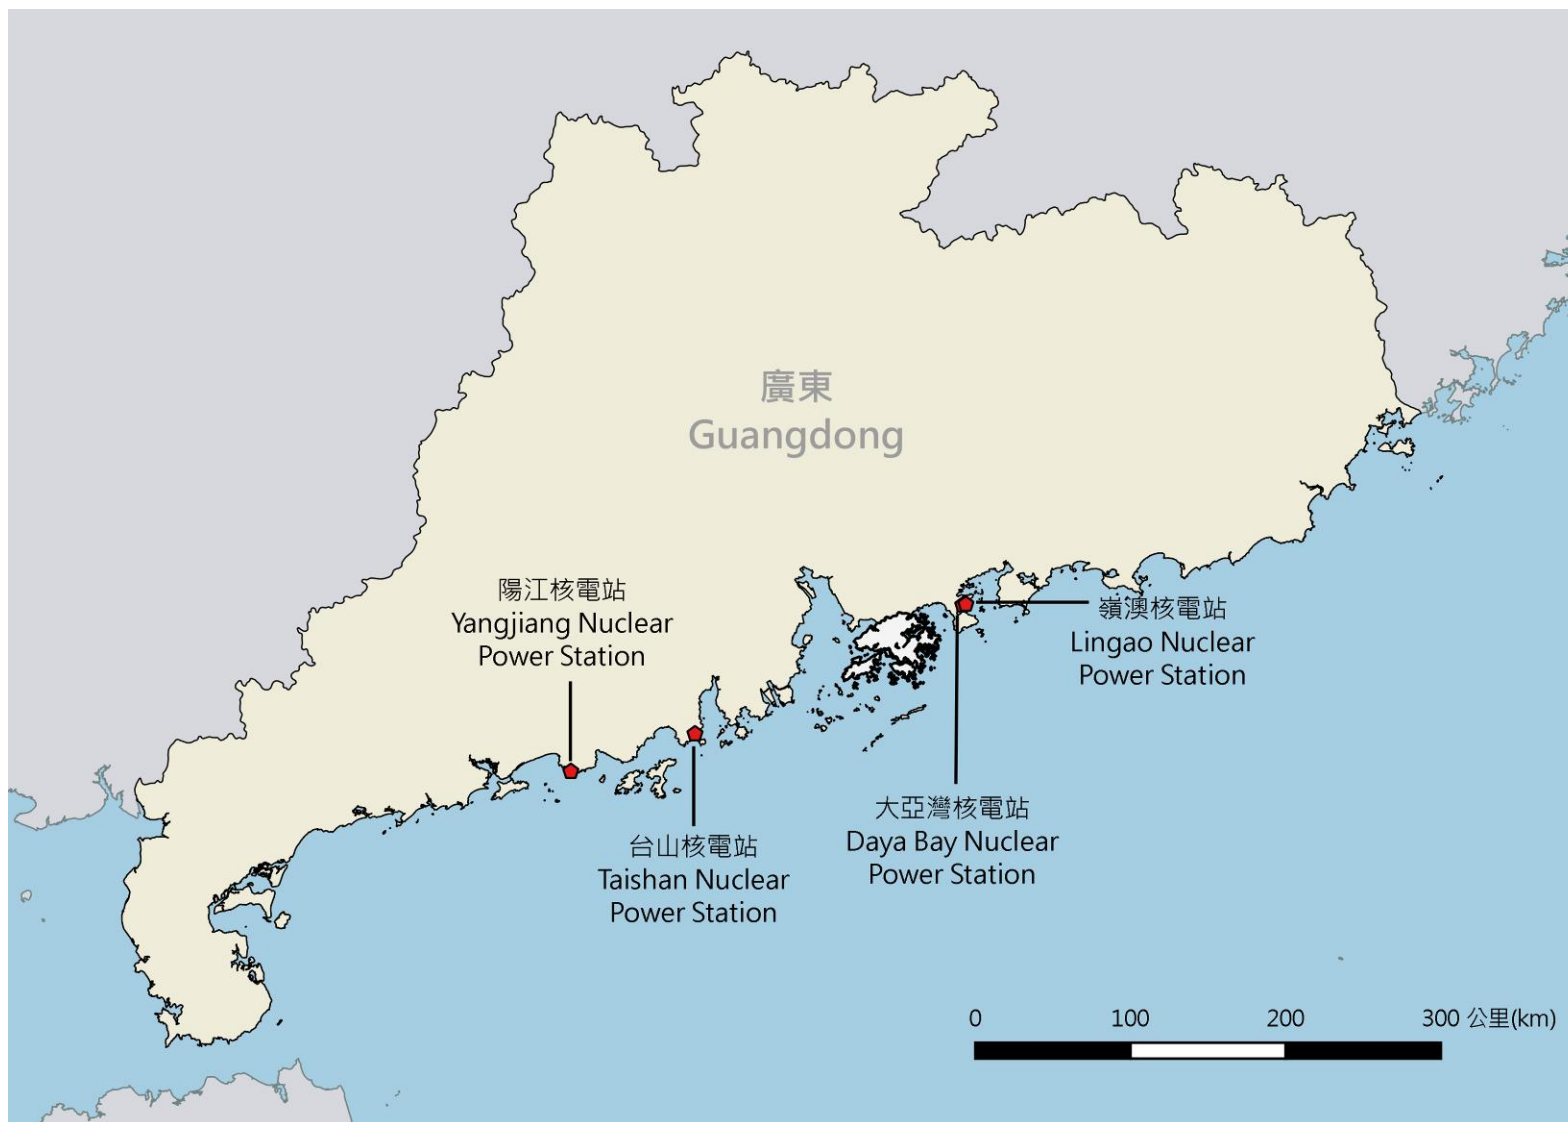 廣東
Guangdong
陽江核電站
Yangjiang Nuclear
Power Station
嶺澳核電站
Lingao Nuclear
Power Station
台山核電站
Taishan Nuclear
Power Station
大亞灣核電站
Daya Bay Nuclear
Power Station
0 100 200 300 公里(km)